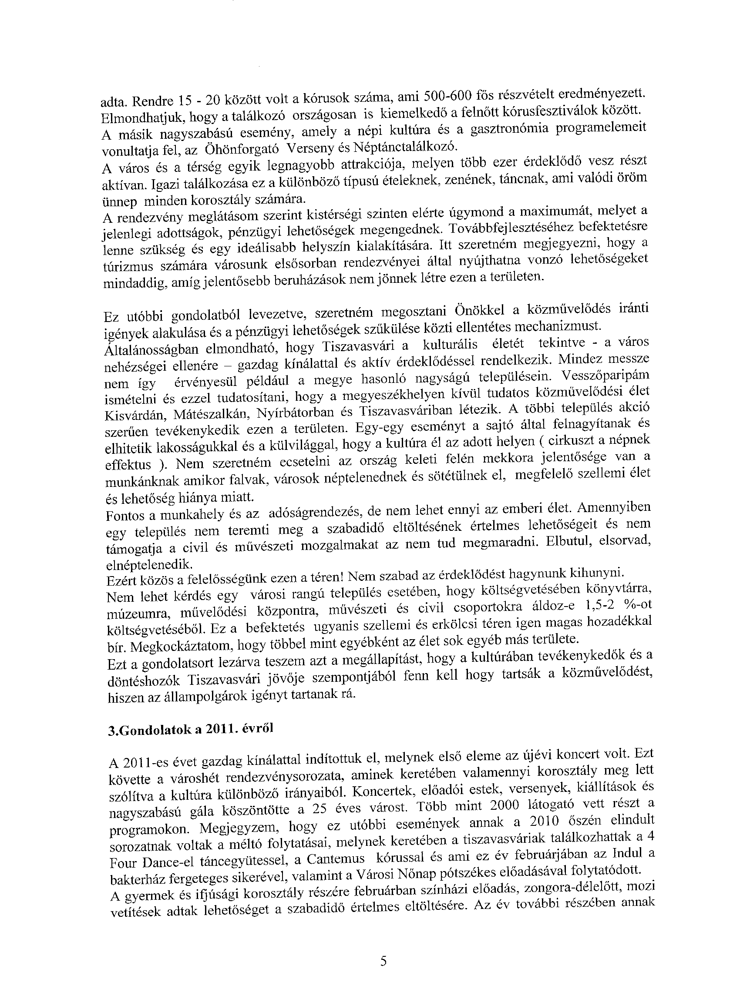 adta. Rendre 15 - 20 között volt a kórusok száma, ami 500-600 fős részvételt eredményezett.
Elmondhatjuk, hogy a találkozó országosan is kiemelkedő a felnőtt kórusfesztiválok között.
A másik nagyszabású esemény, amely a népi kultúra és a gasztronómia programelemeit
vonultatja fel, az Öhönforgató Verseny és Néptánctalálkozó.
A város és a térség egyik legnagyobb attrakciója, melyen több ezer érdeklődő vesz részt
aktívan. Igazi találkozása ez a különböző típusú ételeknek, zenének, táncnak, ami valódi öröm
ünnep minden korosztály számára.
A rendezvény meglátásom szerint kistérségi szinten elérte úgymond a maximumát, melyet a
jelenlegi adottságok, pénzügyi lehetőségek megengednek. Továbbfejlesztéséhez befektetésre
lenne szükség és egy ideálisabb helyszín kialakítására. Itt szeretném megjegyezni, hogy a
túrizmus számára városunk elsősorban rendezvényei által nyújthatna vonzó lehetőségeket
mindaddig, amíg jelentősebb beruházások nem jönnek létre ezen a területen.
Ez utóbbi gondolatból levezetve, szeretném megosztani Önökkel a közművelődés iránti
igények alakulása és a pénzügyi lehetőségek szűkülése közti ellentétes mechanizmust.
Általánosságban elmondható, hogy Tiszavasvári a kulturális életét tekintve - a város
nehézségei ellenére – gazdag kínálattal és aktív érdeklődéssel rendelkezik. Mindez messze
nem így érvényesül például a megye hasonló nagyságú településein. Vesszőparipám
ismételni és ezzel tudatosítani, hogy a megyeszékhelyen kívül tudatos közművelődési élet
Kisvárdán, Mátészalkán, Nyírbátorban és Tiszavasváriban létezik. A többi település akció
szerűen tevékenykedik ezen a területen. Egy-egy eseményt a sajtó által felnagyítanak és
elhitetik lakosságukkal és a külvilággal, hogy a kultúra él az adott helyen ( cirkuszt a népnek
effektus ). Nem szeretném ecsetelni az ország keleti felén mekkora jelentősége van a
munkánknak amikor falvak, városok néptelenednek és sötétülnek el, megfelelő szellemi élet
és lehetőség hiánya miatt.
Fontos a munkahely és az adóságrendezés, de nem lehet ennyi az emberi élet. Amennyiben
egy település nem teremti meg a szabadidő eltöltésének értelmes lehetőségeit és nem
támogatja a civil és művészeti mozgalmakat az nem tud megmaradni. Elbutul, elsorvad,
elnéptelenedik.
Ezért közös a felelősségünk ezen a téren! Nem szabad az érdeklődést hagynunk kihunyni.
Nem lehet kérdés egy városi rangú település esetében, hogy költségvetésében könyvtárra,
múzeumra, művelődési központra, művészeti és civil csoportokra áldoz-e 1,5-2 %-ot
költségvetéséből. Ez a befektetés ugyanis szellemi és erkölcsi téren igen magas hozadékkal
bír. Megkockáztatom, hogy többel mint egyébként az élet sok egyéb más területe.
Ezt a gondolatsort lezárva teszem azt a megállapítást, hogy a kultúrában tevékenykedők és a
döntéshozók Tiszavasvári jövője szempontjából fenn kell hogy tartsák a közművelődést,
hiszen az állampolgárok igényt tartanak rá.
3.Gondolatok a 2011. évről
A 2011-es évet gazdag kínálattal indítottuk el, melynek első eleme az újévi koncert volt. Ezt
követte a városhét rendezvénysorozata, aminek keretében valamennyi korosztály meg lett
szólítva a kultúra különböző irányaiból. Koncertek, előadói estek, versenyek, kiállítások és
nagyszabású gála köszöntötte a 25 éves várost. Több mint 2000 látogató vett részt a
programokon. Megjegyzem, hogy ez utóbbi események annak a 2010 őszén elindult
sorozatnak voltak a méltó folytatásai, melynek keretében a tiszavasváriak találkozhattak a 4
Four Dance-el táncegyütessel, a Cantemus kórussal és ami ez év februárjában az Indul a
bakterház fergeteges sikerével, valamint a Városi Nőnap pótszékes előadásával folytatódott.
A gyermek és ifjúsági korosztály részére februárban színházi előadás, zongora-délelőtt, mozi
vetítések adtak lehetőséget a szabadidő értelmes eltöltésére. Az év további részében annak
5